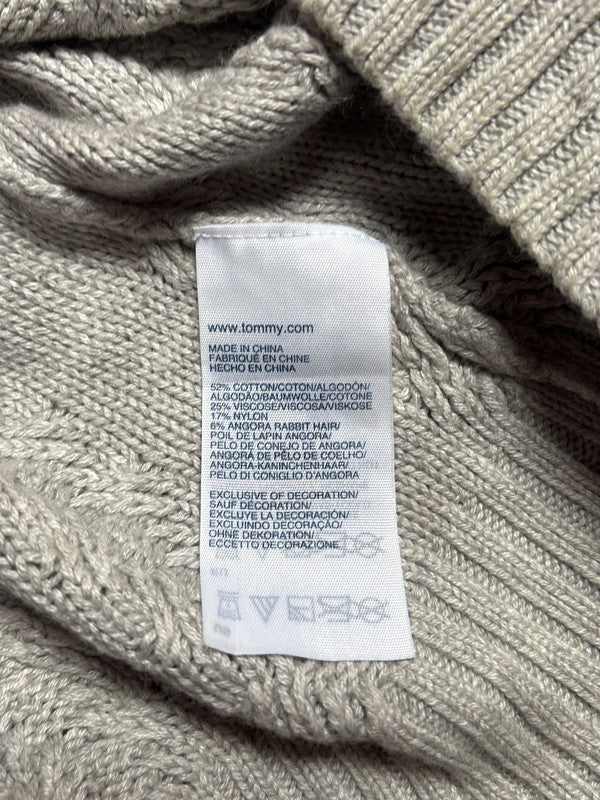 www.tommy.com
MADE IN CHINA
FABRIQUÉ EN CHINE
HECHO EN CHINA
52% COTTON/COTON/ALGODÓN/
ALGODÃO/BAUMWOLLE/COTONE
25% VISCOSE/VISCOSA/VISKOSE
17% NYLON
6% ANGORA RABBIT HAIR/
POIL DE LAPIN ANGORA/
PELO DE CONEJO DE ANGORA/
ANGORA DE PÊLO DE COELHO/
ANGORA-KANINCHENHAAR/
PELO DI CONIGLIO D'ANGORA
EXCLUSIVE OF DECORATION/
SAUF DÉCORATION/
EXCLUYE LA DECORACIÓN/
EXCLUINDO DECORAÇÃO/
OHNE DEKORATION/
ECCETTO DECORAZIONE